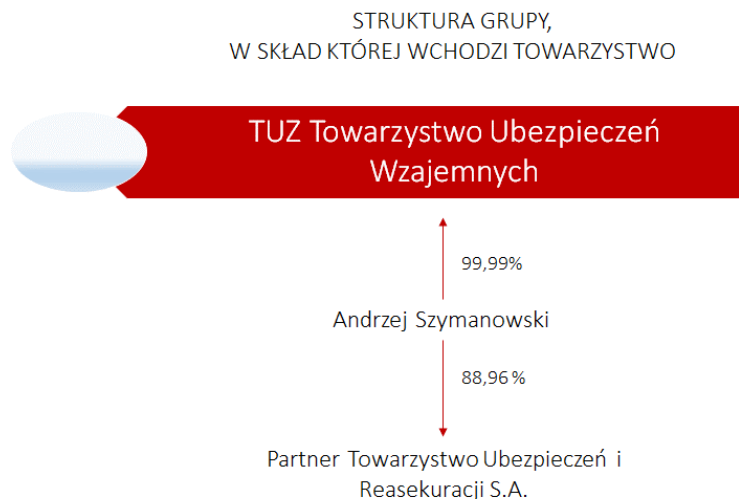 STRUKTURA GRUPY,
W SKŁAD KTÓREJ WCHODZI TOWARZYSTWO
TUZ Towarzystwo Ubezpieczeń
Wzajemnych
99,99%
Andrzej Szymanowski
88,96 %
Partner Towarzystwo Ubezpieczeń i
Reasekuracji S.A.